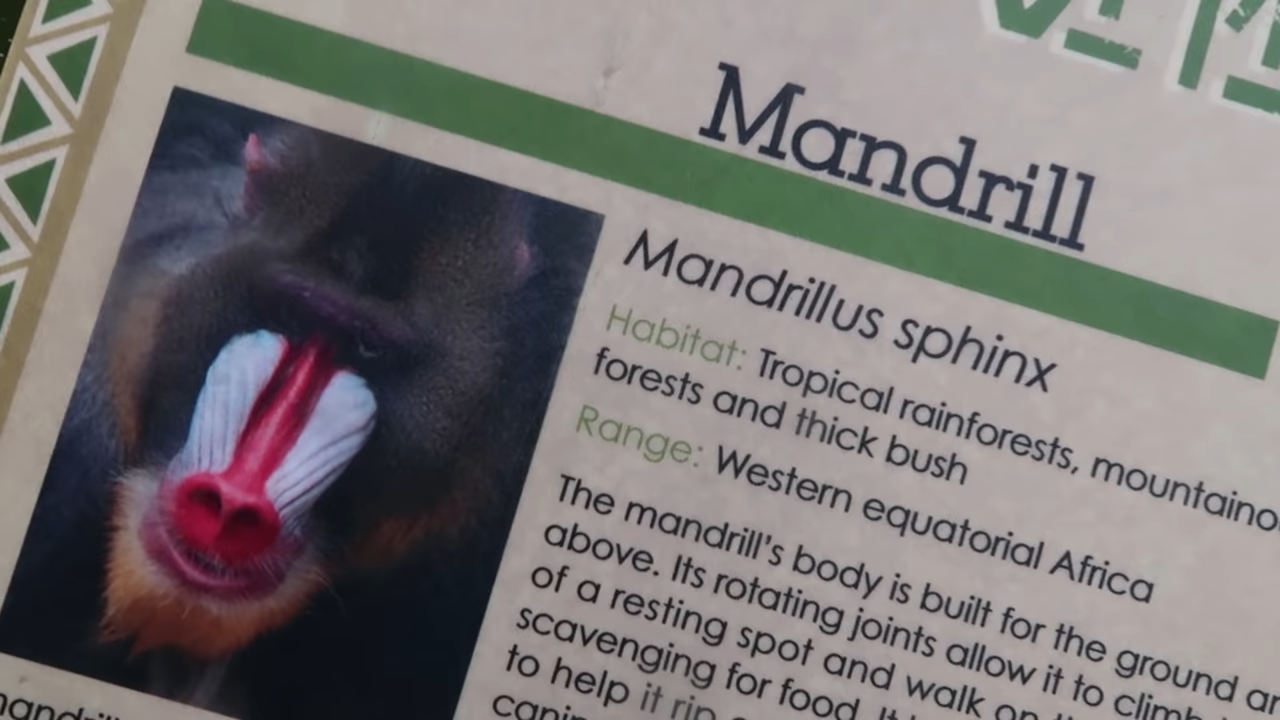 Mandrill
Mandrillus sphinx
Habitat: Tropical rainforests,
forests and thick bush
Range: Western equatorial Africa
The mandrill's body is built for the ground
above. Its rotating joints allow it to climb
of a resting spot and walk on
scavenging for food. It
to help it rip